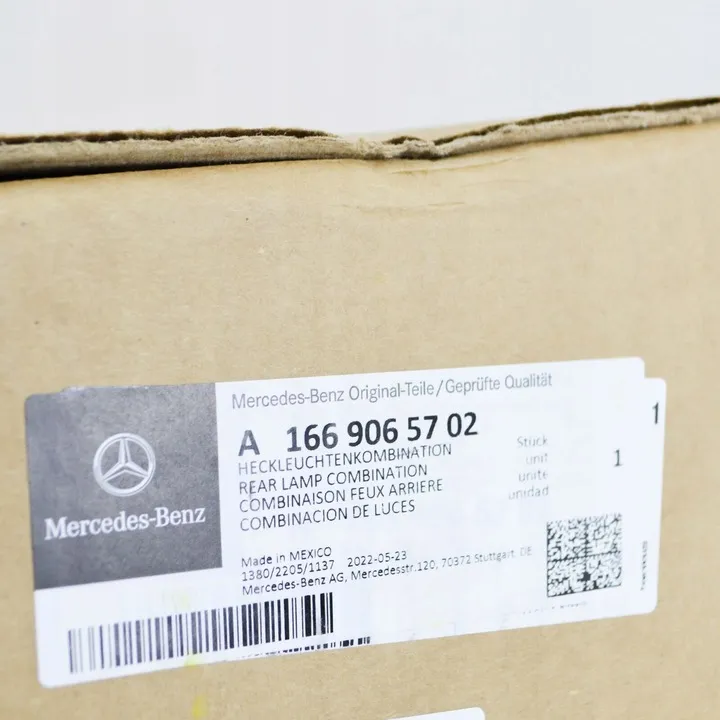 Mercedes-Benz Original-Teile/Geprüfte Qualität
A 166 906 57 02
HECKLEUCHTENKOMBINATION
REAR LAMP COMBINATION
COMBINAISON FEUX ARRIERE
COMBINACION DE LUCES
Stück
unit
unite
unidad
1
1
Mercedes-Benz
Made in MEXICO
1380/2205/1137 2022-05-23
Mercedes-Benz AG, Mercedesstr.120, 70372 Stuttgart. DE